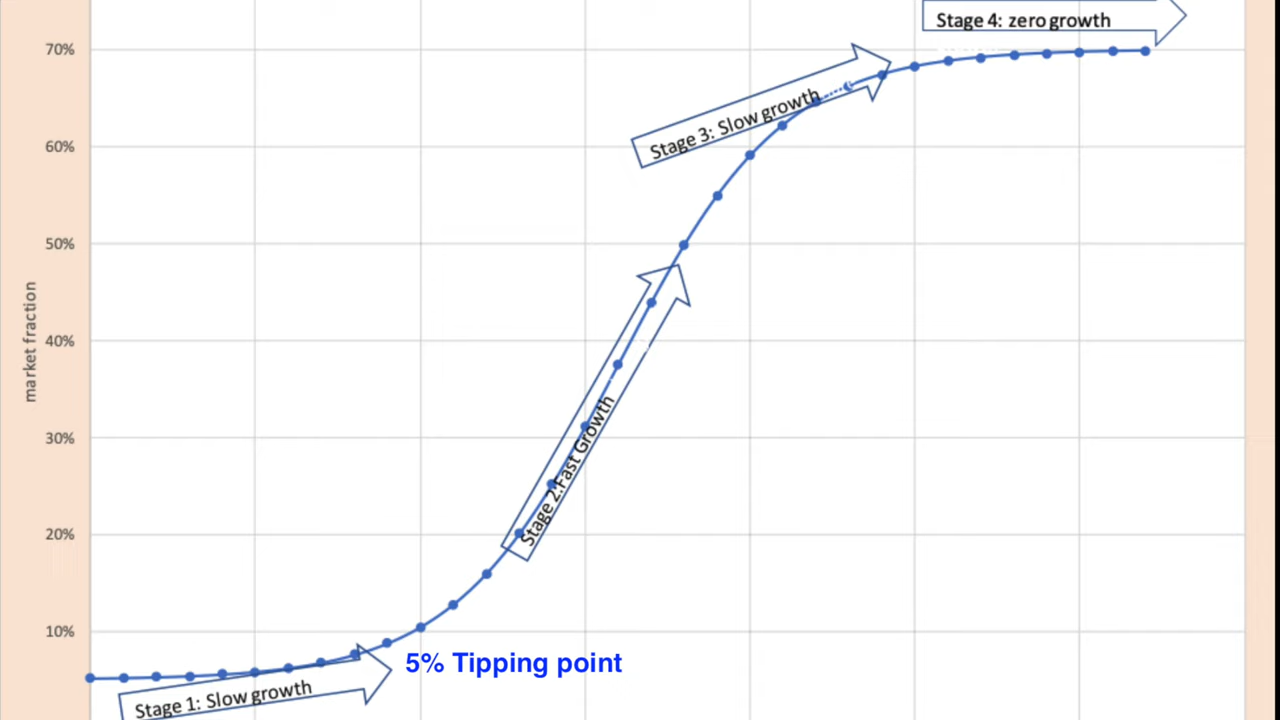 Stage 4: zero growth
70%
Stage 3: Slow growth
60%
50%
market fraction
40%
30%
Stage 2:Fast Growth
20%
10%
5% Tipping point
Stage 1: Slow growth